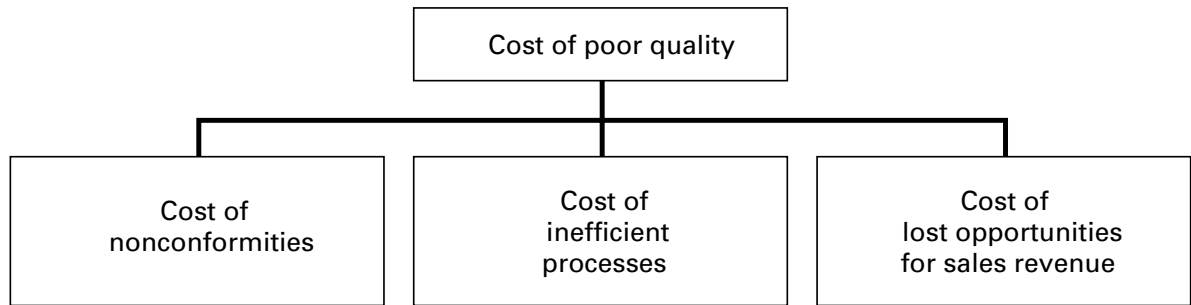 Cost of poor quality
Cost of
nonconformities
Cost of
inefficient
processes
Cost of
lost opportunities
for sales revenue